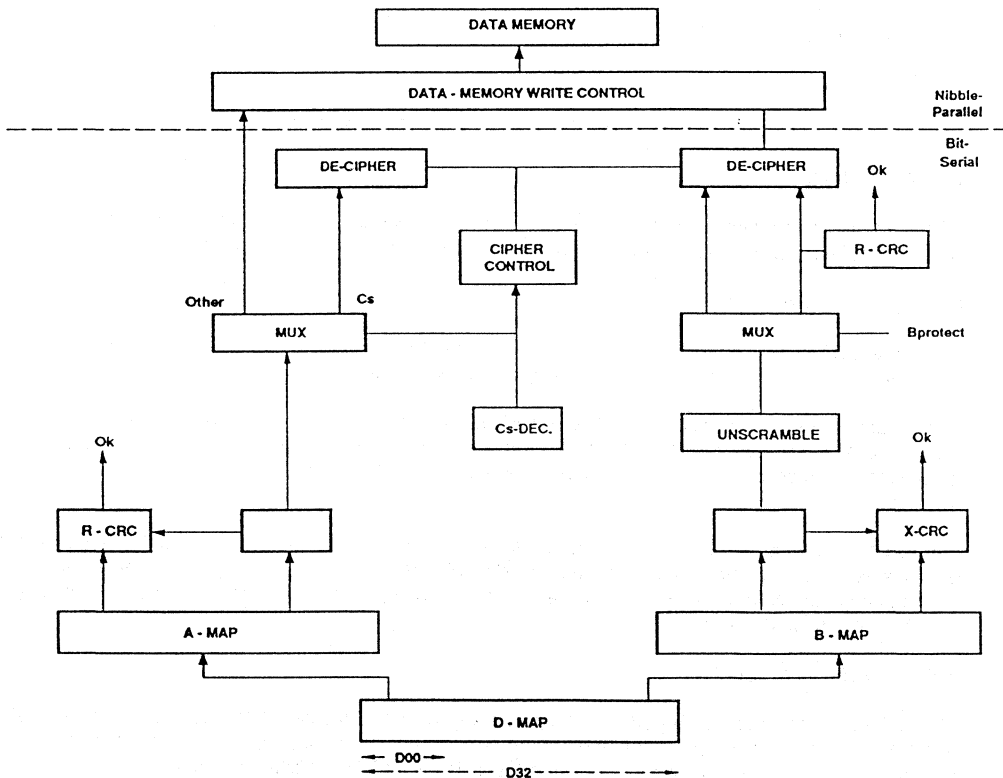 DATA MEMORY
DATA - MEMORY WRITE CONTROL
Nibble-
Parallel
Bit-
Serial
DE-CIPHER
DE-CIPHER
Ok
CIPHER
CONTROL
R - CRC
Other
Cs
MUX
MUX
Bprotect
Cs-DEC.
UNSCRAMBLE
Ok
Ok
R - CRC
X-CRC
A - MAP
B - MAP
D - MAP
D00
D32